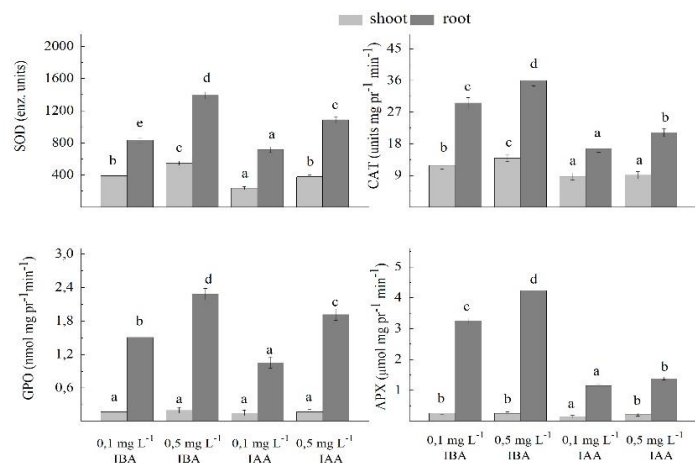 shoot root
SOD (enz. units)
2000
1600
1200
800
400
b e c d a a b c
CAT (units mg pr⁻¹ min⁻¹)
45
36
27
18
9
b c c d a a a b
GPO (nmol mg pr⁻¹min⁻¹)
3,0
2,4
1,8
1,2
0,6
a b a d a a a c
APX (µmol mg pr⁻¹ min⁻¹)
5
4
3
2
1
b c b d a a b b
0,1 mg L⁻¹ 0,5 mg L⁻¹ 0,1 mg L⁻¹ 0,5 mg L⁻¹
IBA IBA IAA IAA
0,1 mg L⁻¹ 0,5 mg L⁻¹ 0,1 mg L⁻¹ 0,5 mg L⁻¹
IBA IBA IAA IAA